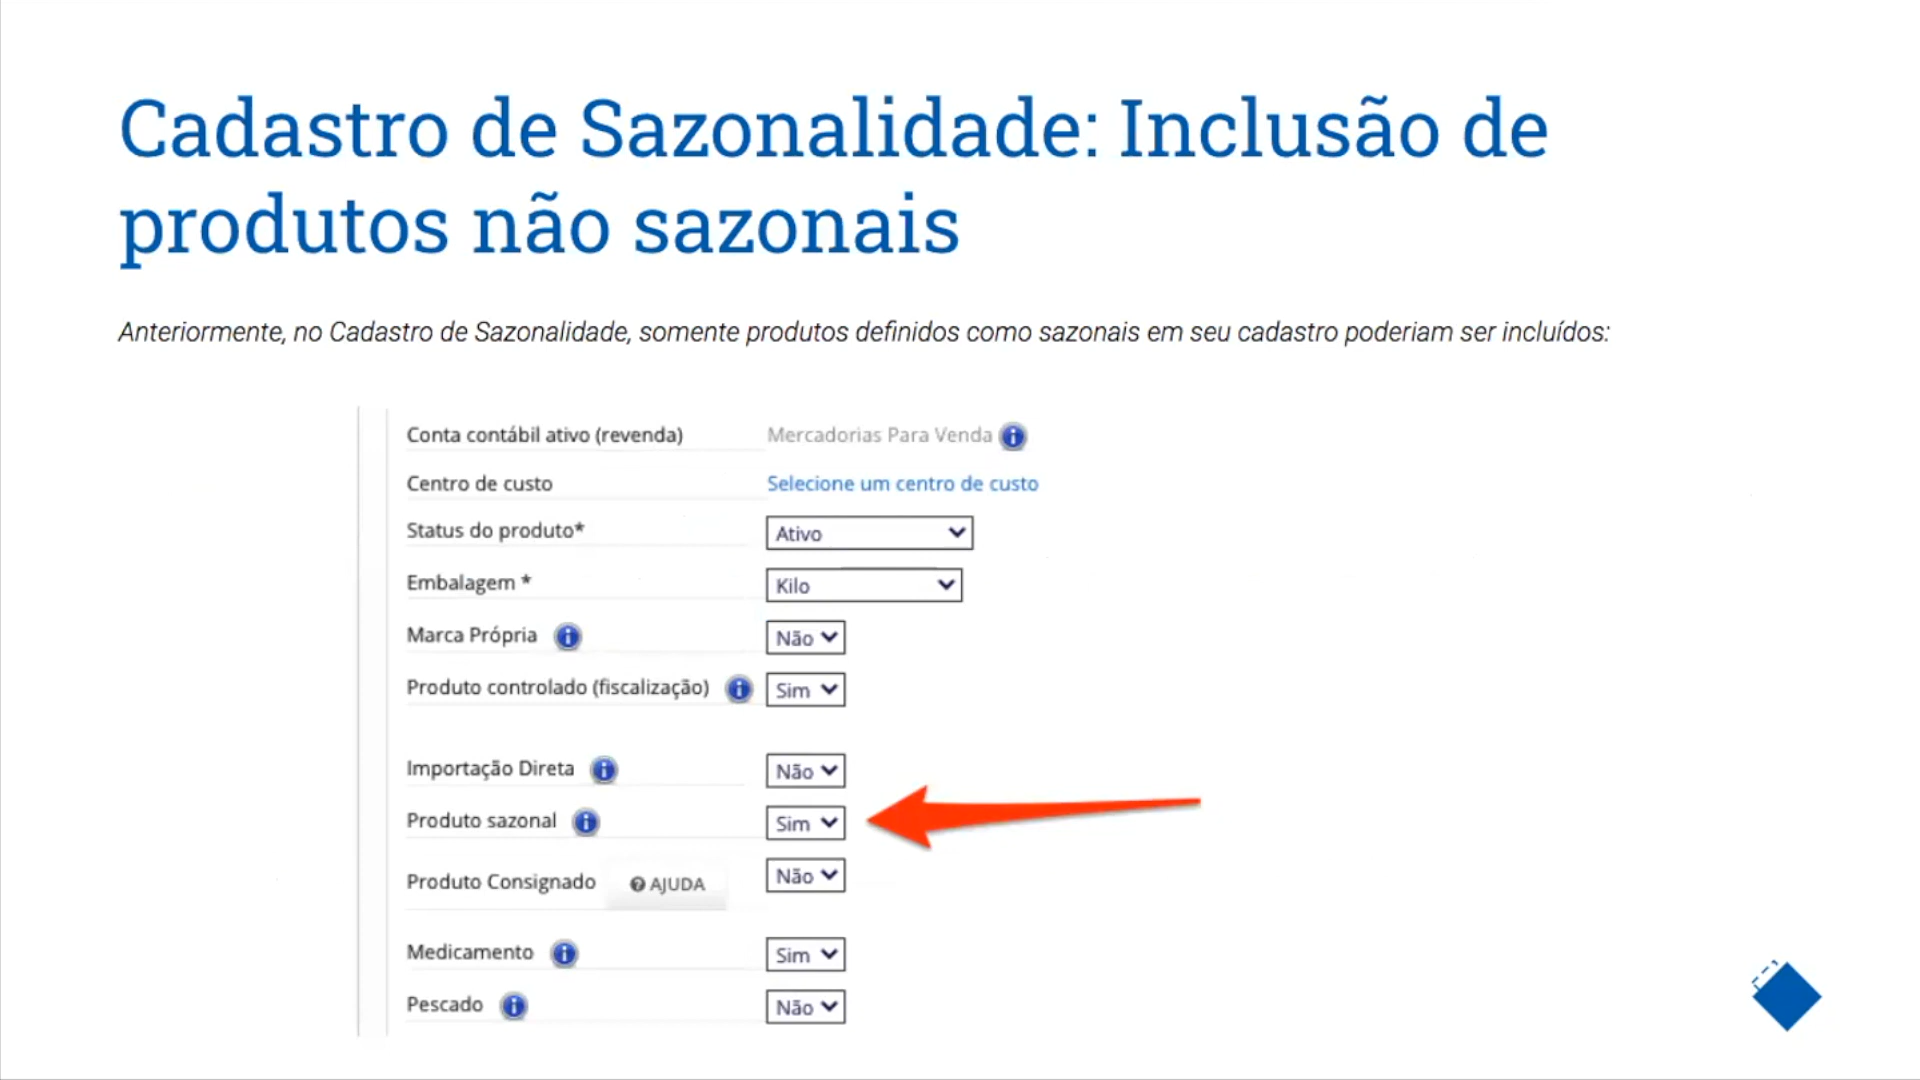 Cadastro de Sazonalidade: Inclusão de
produtos não sazonais
Anteriormente, no Cadastro de Sazonalidade, somente produtos definidos como sazonais em seu cadastro poderiam ser incluídos:
Conta contábil ativo (revenda) Mercadorias Para Venda
Centro de custo Selecione um centro de custo
Status do produto* Ativo
Embalagem * Kilo
Marca Própria Não
Produto controlado (fiscalização) Sim
Importação Direta Não
Produto sazonal Sim
Produto Consignado AJUDA Não
Medicamento Sim
Pescado Não